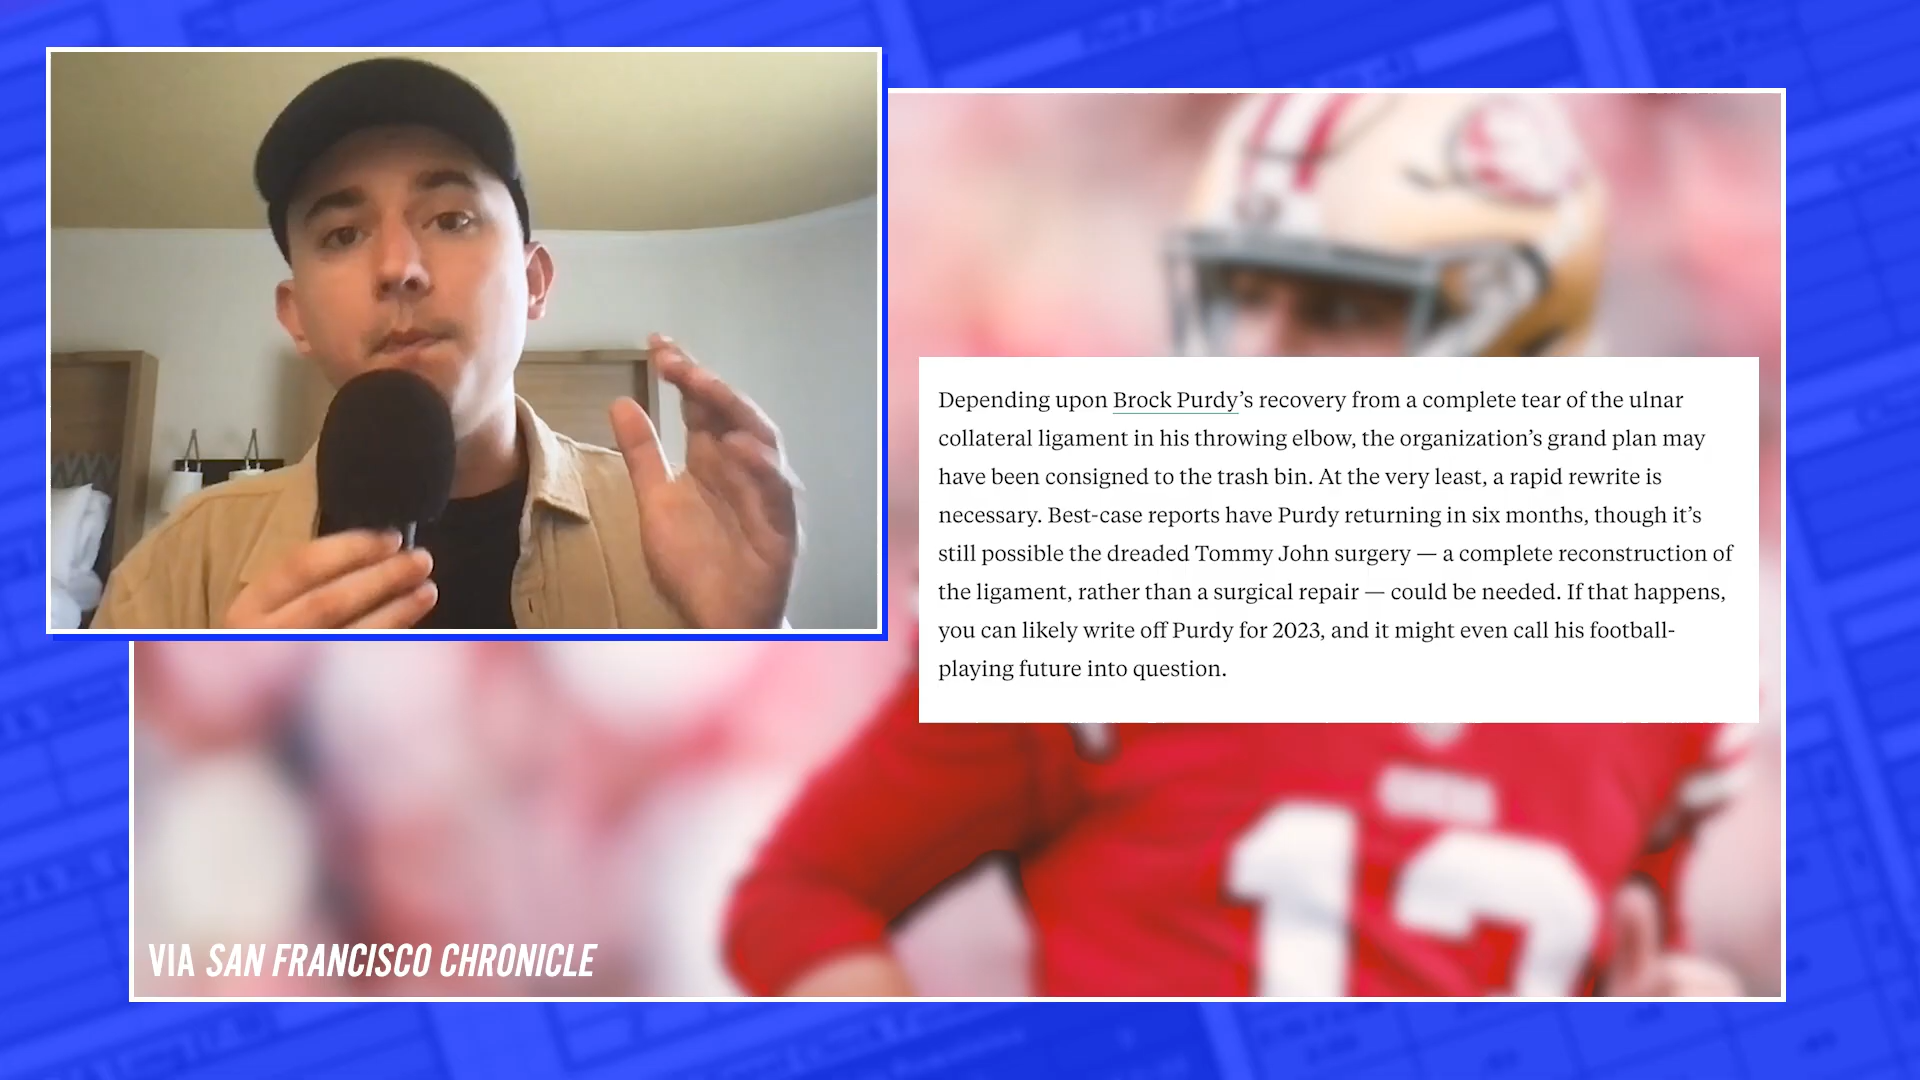 Depending upon Brock Purdy’s recovery from a complete tear of the ulnar
collateral ligament in his throwing elbow, the organization’s grand plan may
have been consigned to the trash bin. At the very least, a rapid rewrite is
necessary. Best-case reports have Purdy returning in six months, though it’s
still possible the dreaded Tommy John surgery — a complete reconstruction of
the ligament, rather than a surgical repair — could be needed. If that happens,
you can likely write off Purdy for 2023, and it might even call his football-
playing future into question.
13
VIA SAN FRANCISCO CHRONICLE